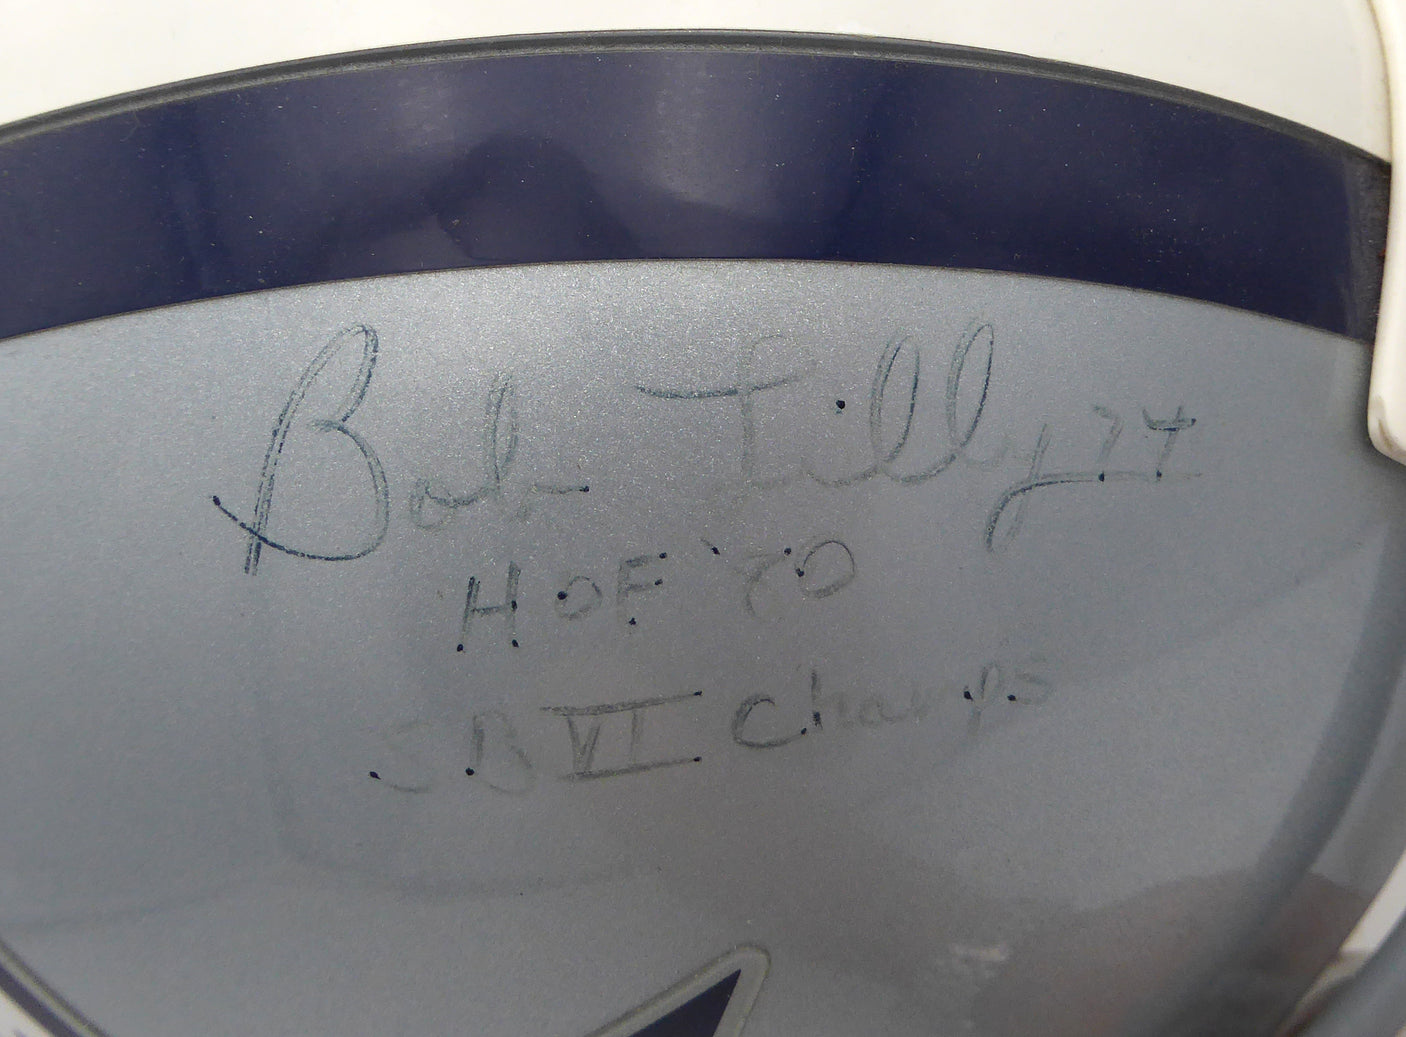 Bob Lilly 74
HOF '80
SB VI Champs